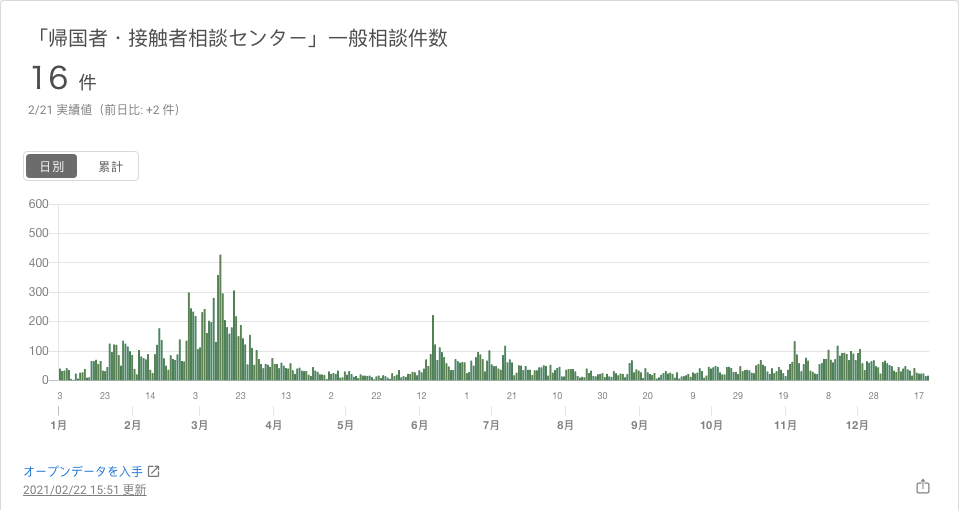 「帰国者・接触者相談センター」一般相談件数
16 件
2/21 実績値（前日比: +2 件）
日別 累計
600
500
400
300
200
100
0
3 23 14 3 23 13 2 22 12 1 21 10 30 20 9 29 19 8 28 17
1月 2月 3月 4月 5月 6月 7月 8月 9月 10月 11月 12月
オープンデータを入手
2021/02/22 15:51 更新